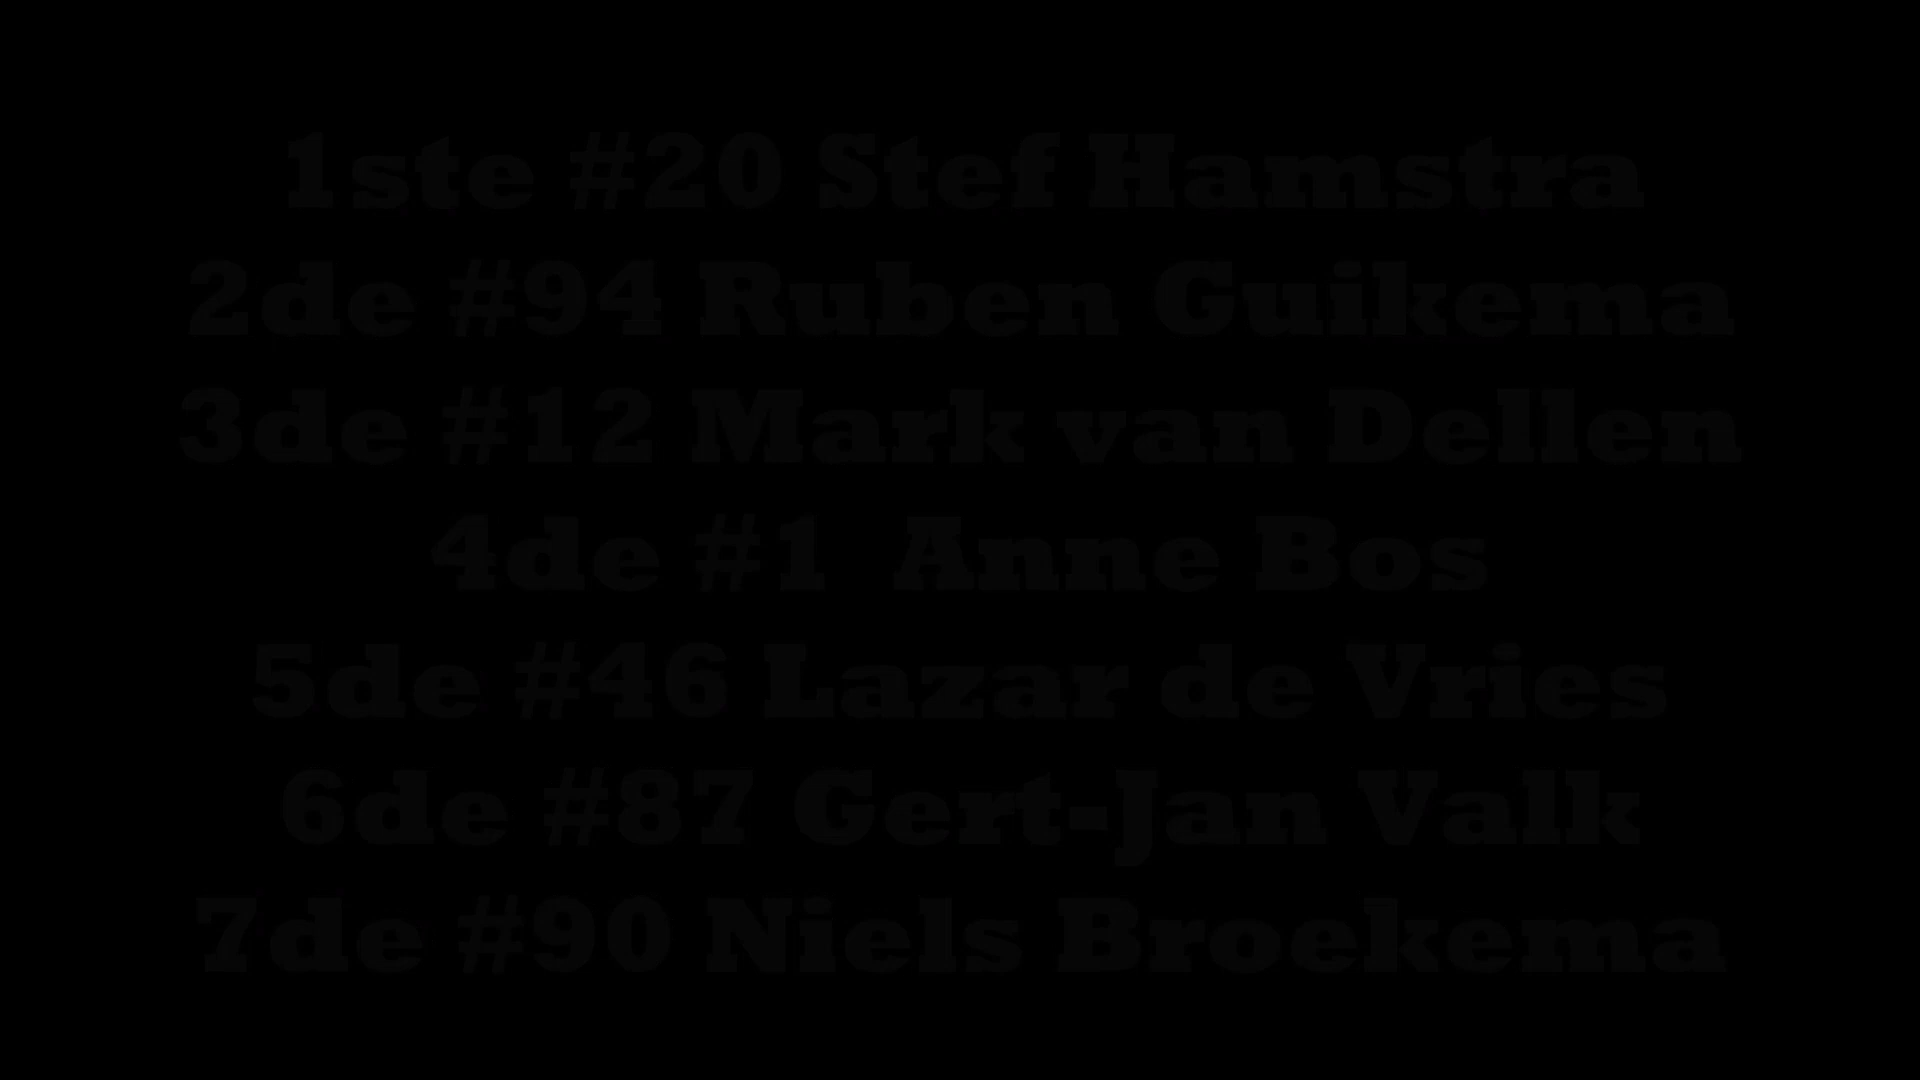 1ste #20 Stef Hamstra
2de #94 Ruben Guikema
3de #12 Mark van Dellen
4de #1 Anne Bos
5de #46 Lazar de Vries
6de #87 Gert-Jan Valk
7de #90 Niels Broekema